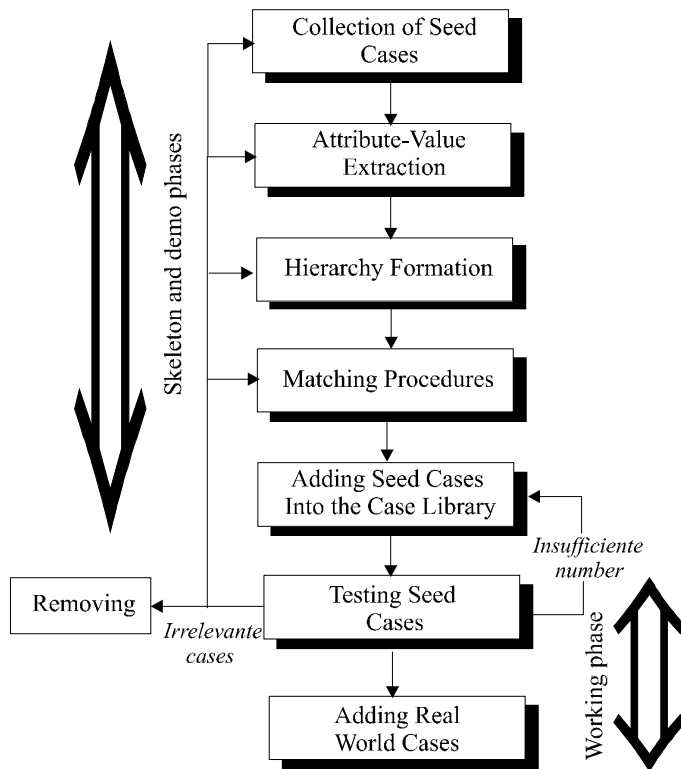 Collection of Seed
Cases
Attribute-Value
Extraction
Hierarchy Formation
Matching Procedures
Adding Seed Cases
Into the Case Library
Testing Seed
Cases
Adding Real
World Cases
Removing
Irrelevante
cases
Insufficiente
number
Skeleton and demo phases
Working phase